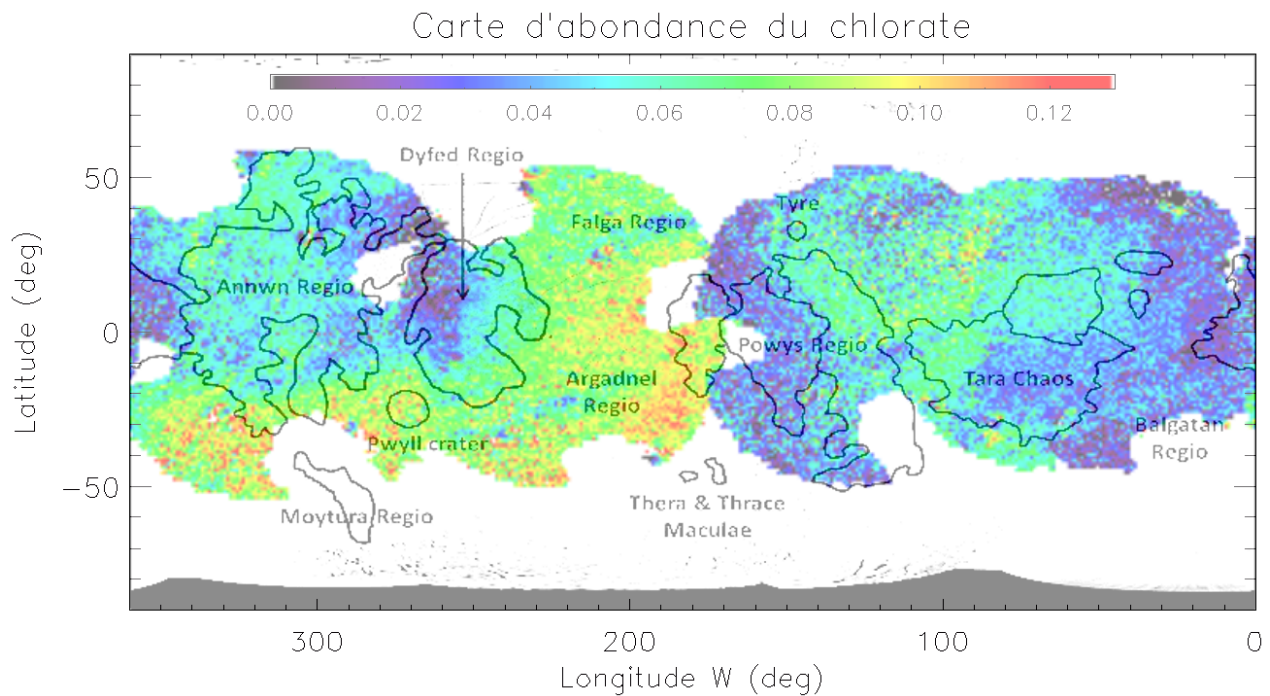 Carte d'abondance du chlorate
0.00 0.02 0.04 0.06 0.08 0.10 0.12
Dyfed Regio
50
Tyre
Falga Regio
Annwn Regio
0
Powys Regio
Argadnel
Regio
Tara Chaos
Pwyll crater
Balgatan
Regio
−50
Moytura Regio
Thera & Thrace
Maculae
Latitude (deg)
300 200 100 0
Longitude W (deg)